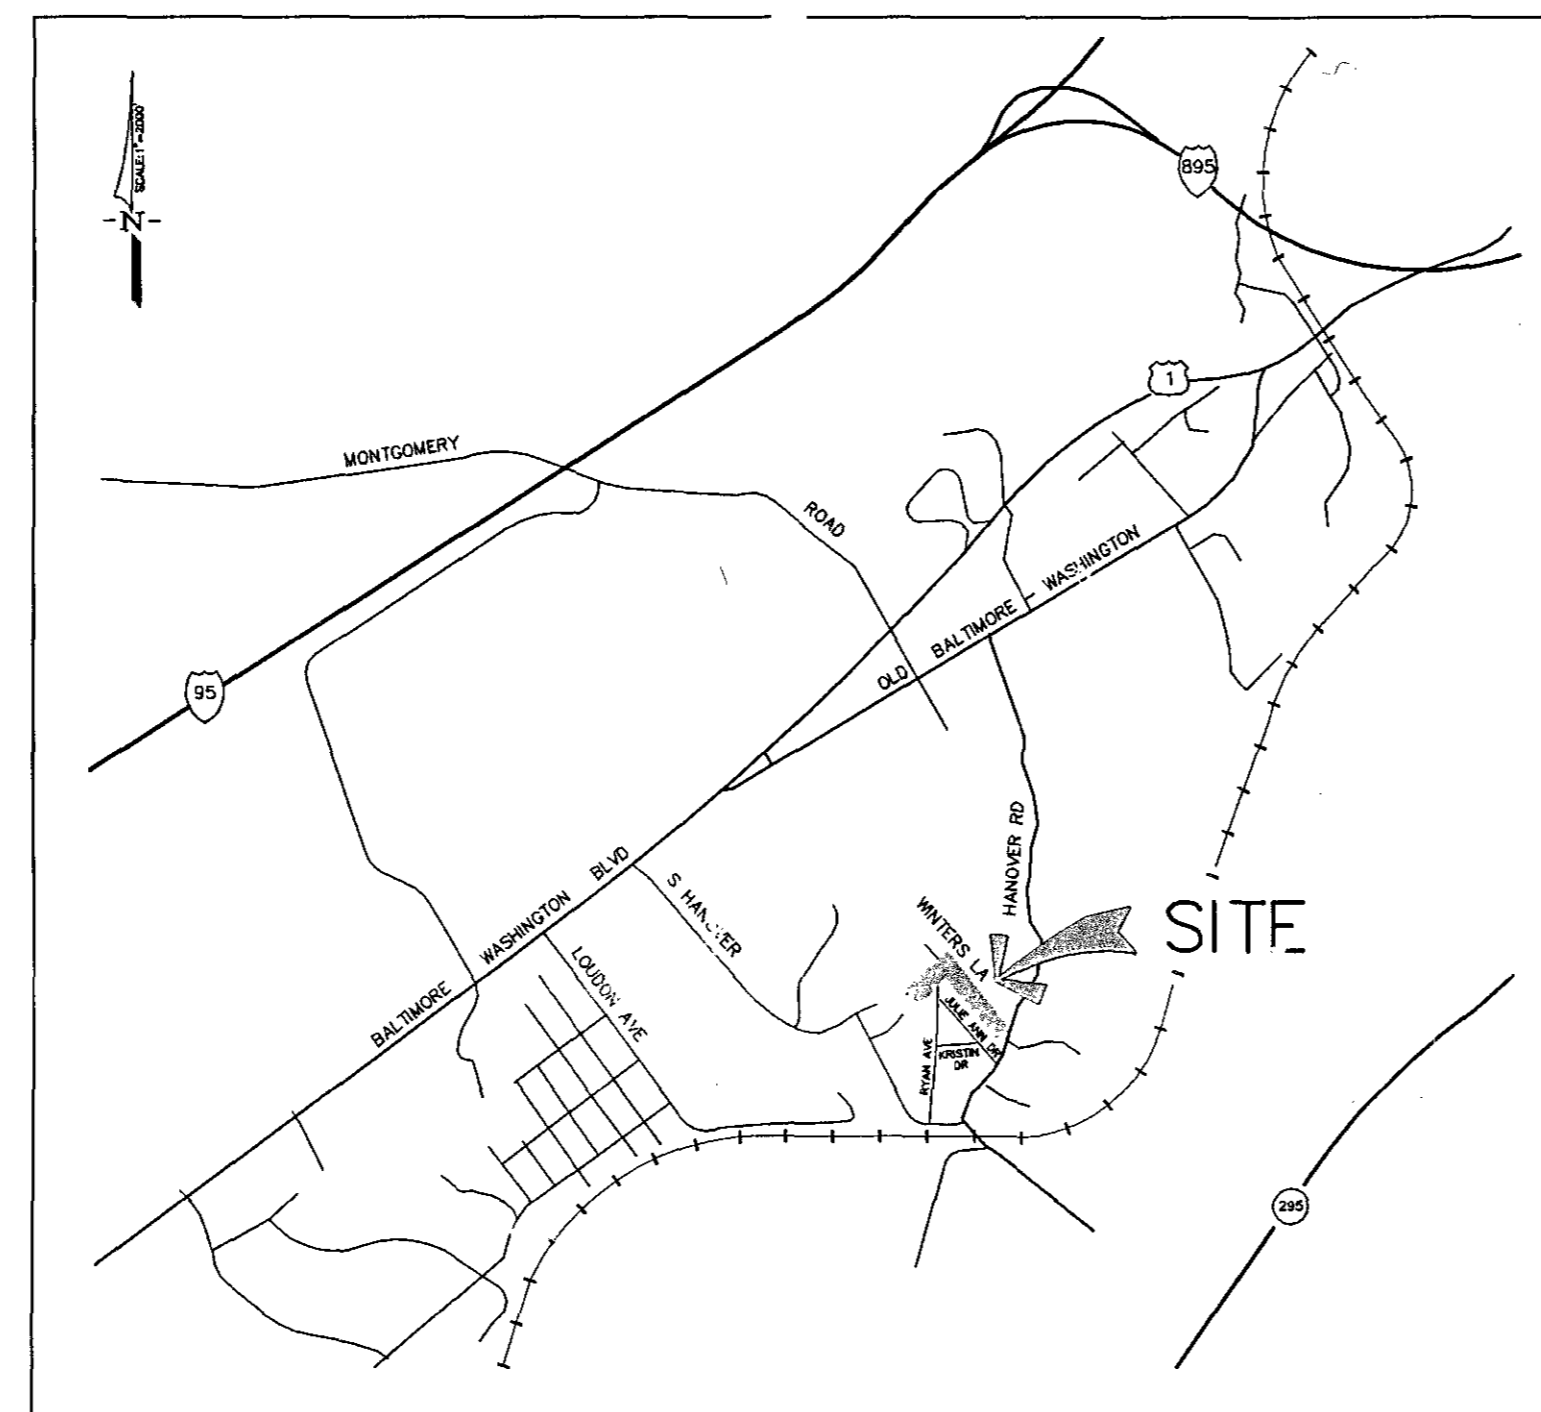 SCALE:1"=2000'
N
895
1
MONTGOMERY
ROAD
OLD BALTIMORE - WASHINGTON
95
HANOVER RD
BALTIMORE WASHINGTON BLVD
S HANOVER
WINTERS LA
SITE
LOUDON AVE
JULIE ANN DR
KRISTIN
DR
RYAN AVE
295